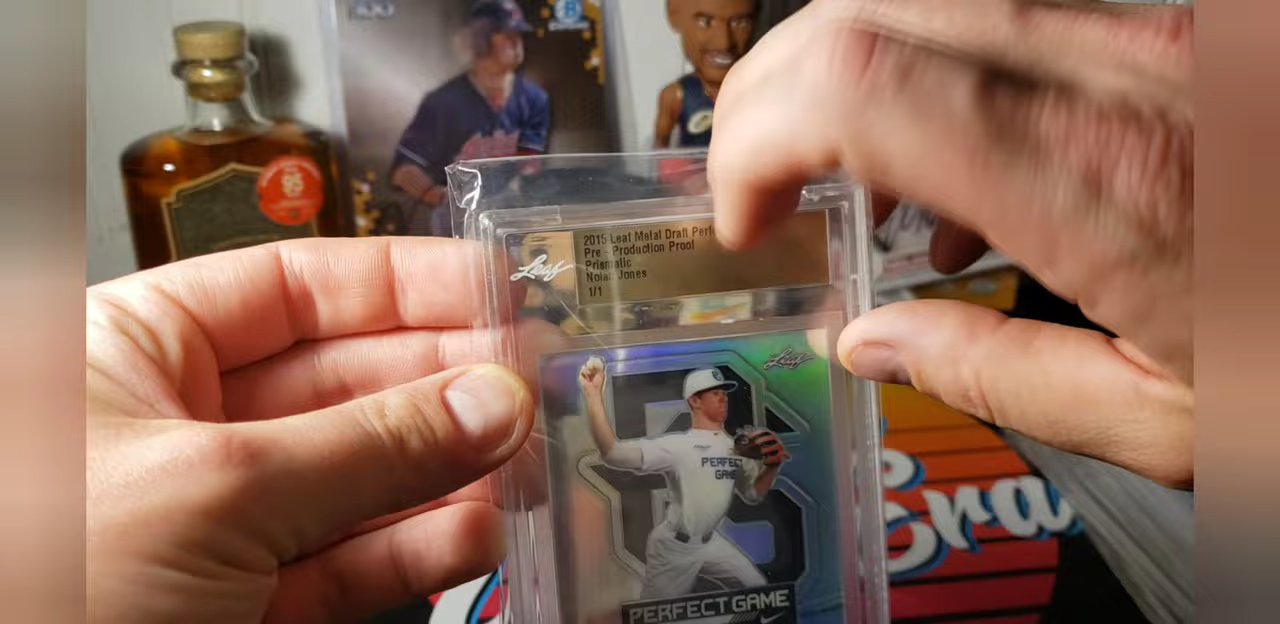 2015 Leaf Metal Draft Perf
Pre - Production Proof
Prismatic
Nolan Jones
1/1
Leaf
Leaf
PERFECT
GAME
PERFECT GAME
Era